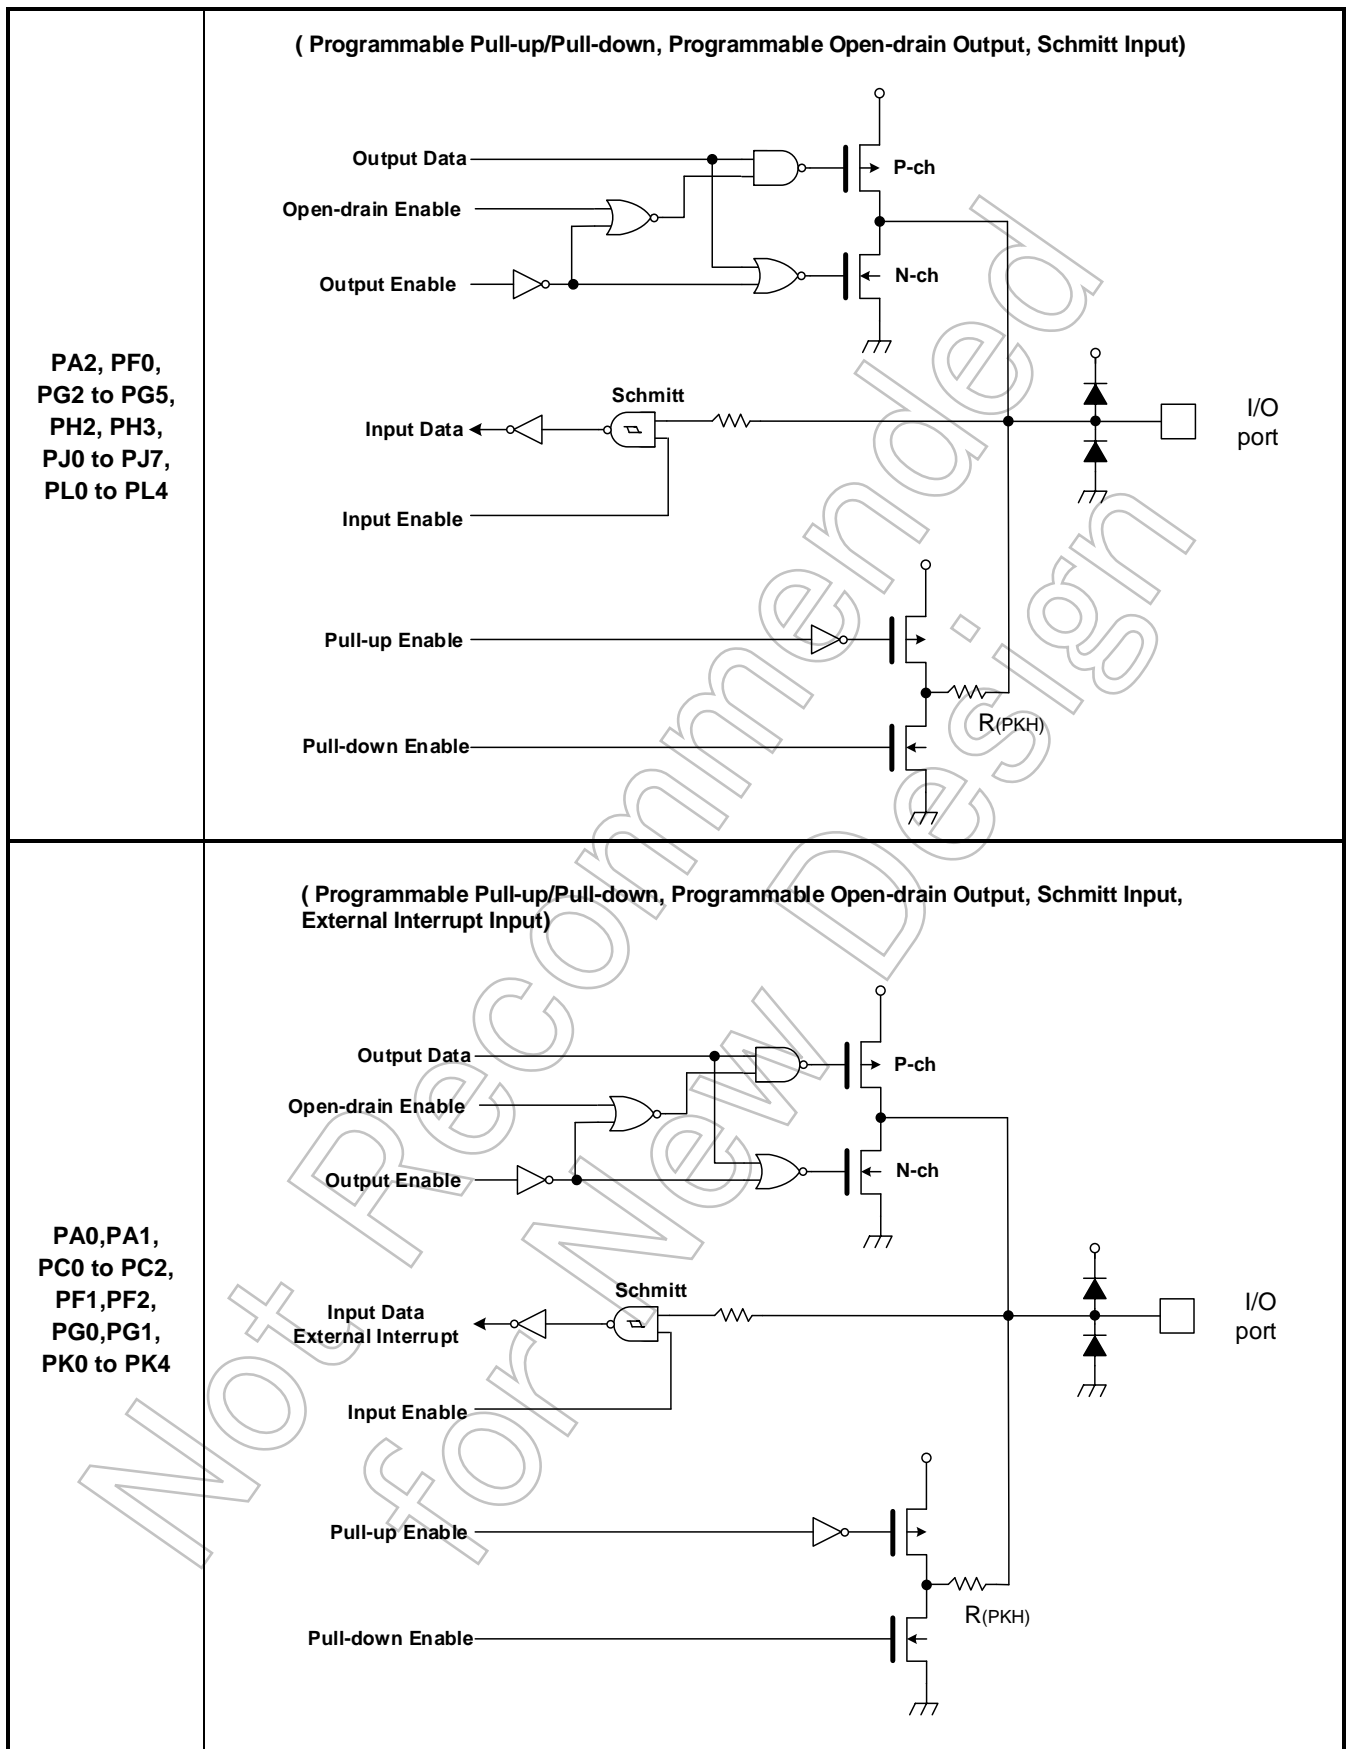 ( Programmable Pull-up/Pull-down, Programmable Open-drain Output, Schmitt Input)
Output Data
P-ch
Open-drain Enable
Output Enable
N-ch
PA2, PF0,
PG2 to PG5,
PH2, PH3,
PJ0 to PJ7,
PL0 to PL4
Schmitt
Input Data
I/O
port
Input Enable
Pull-up Enable
R(PKH)
Pull-down Enable
( Programmable Pull-up/Pull-down, Programmable Open-drain Output, Schmitt Input,
External Interrupt Input)
Output Data
P-ch
Open-drain Enable
Output Enable
N-ch
PA0,PA1,
PC0 to PC2,
PF1,PF2,
PG0,PG1,
PK0 to PK4
Schmitt
Input Data
External Interrupt
I/O
port
Input Enable
Pull-up Enable
R(PKH)
Pull-down Enable
Not Recommended
for New Design